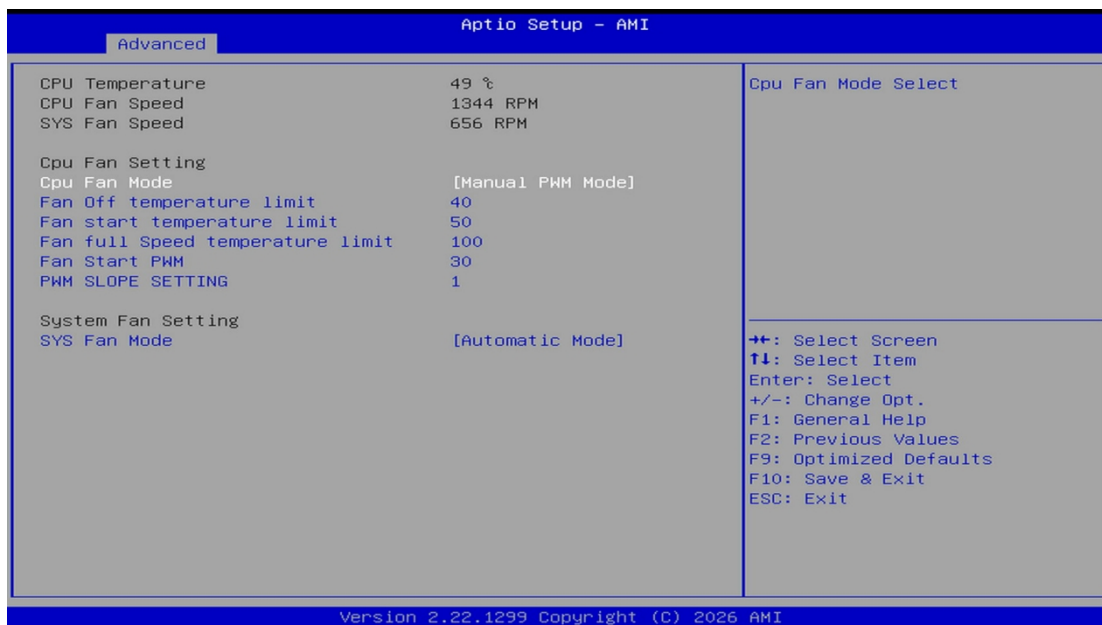 Aptio Setup – AMI
Advanced
CPU Temperature 49 ℃
CPU Fan Speed 1344 RPM
SYS Fan Speed 656 RPM
Cpu Fan Setting
Cpu Fan Mode [Manual PWM Mode]
Fan Off temperature limit 40
Fan start temperature limit 50
Fan full Speed temperature limit 100
Fan Start PWM 30
PWM SLOPE SETTING 1
System Fan Setting
SYS Fan Mode [Automatic Mode]
Cpu Fan Mode Select
→←: Select Screen
↑↓: Select Item
Enter: Select
+/-: Change Opt.
F1: General Help
F2: Previous Values
F9: Optimized Defaults
F10: Save & Exit
ESC: Exit
Version 2.22.1299 Copyright (C) 2026 AMI